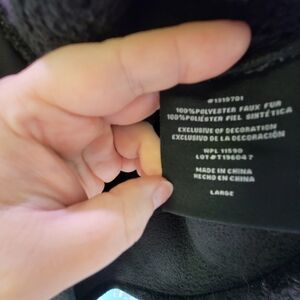 #1319701
100%POLYESTER FAUX FUR
100%POLIÉSTER PIEL SINTÉTICA
EXCLUSIVE OF DECORATION
EXCLUSIVO DE LA DECORACIÓN
WPL 11590
LOT#T19604 7
MADE IN CHINA
HECHO EN CHINA
LARGE